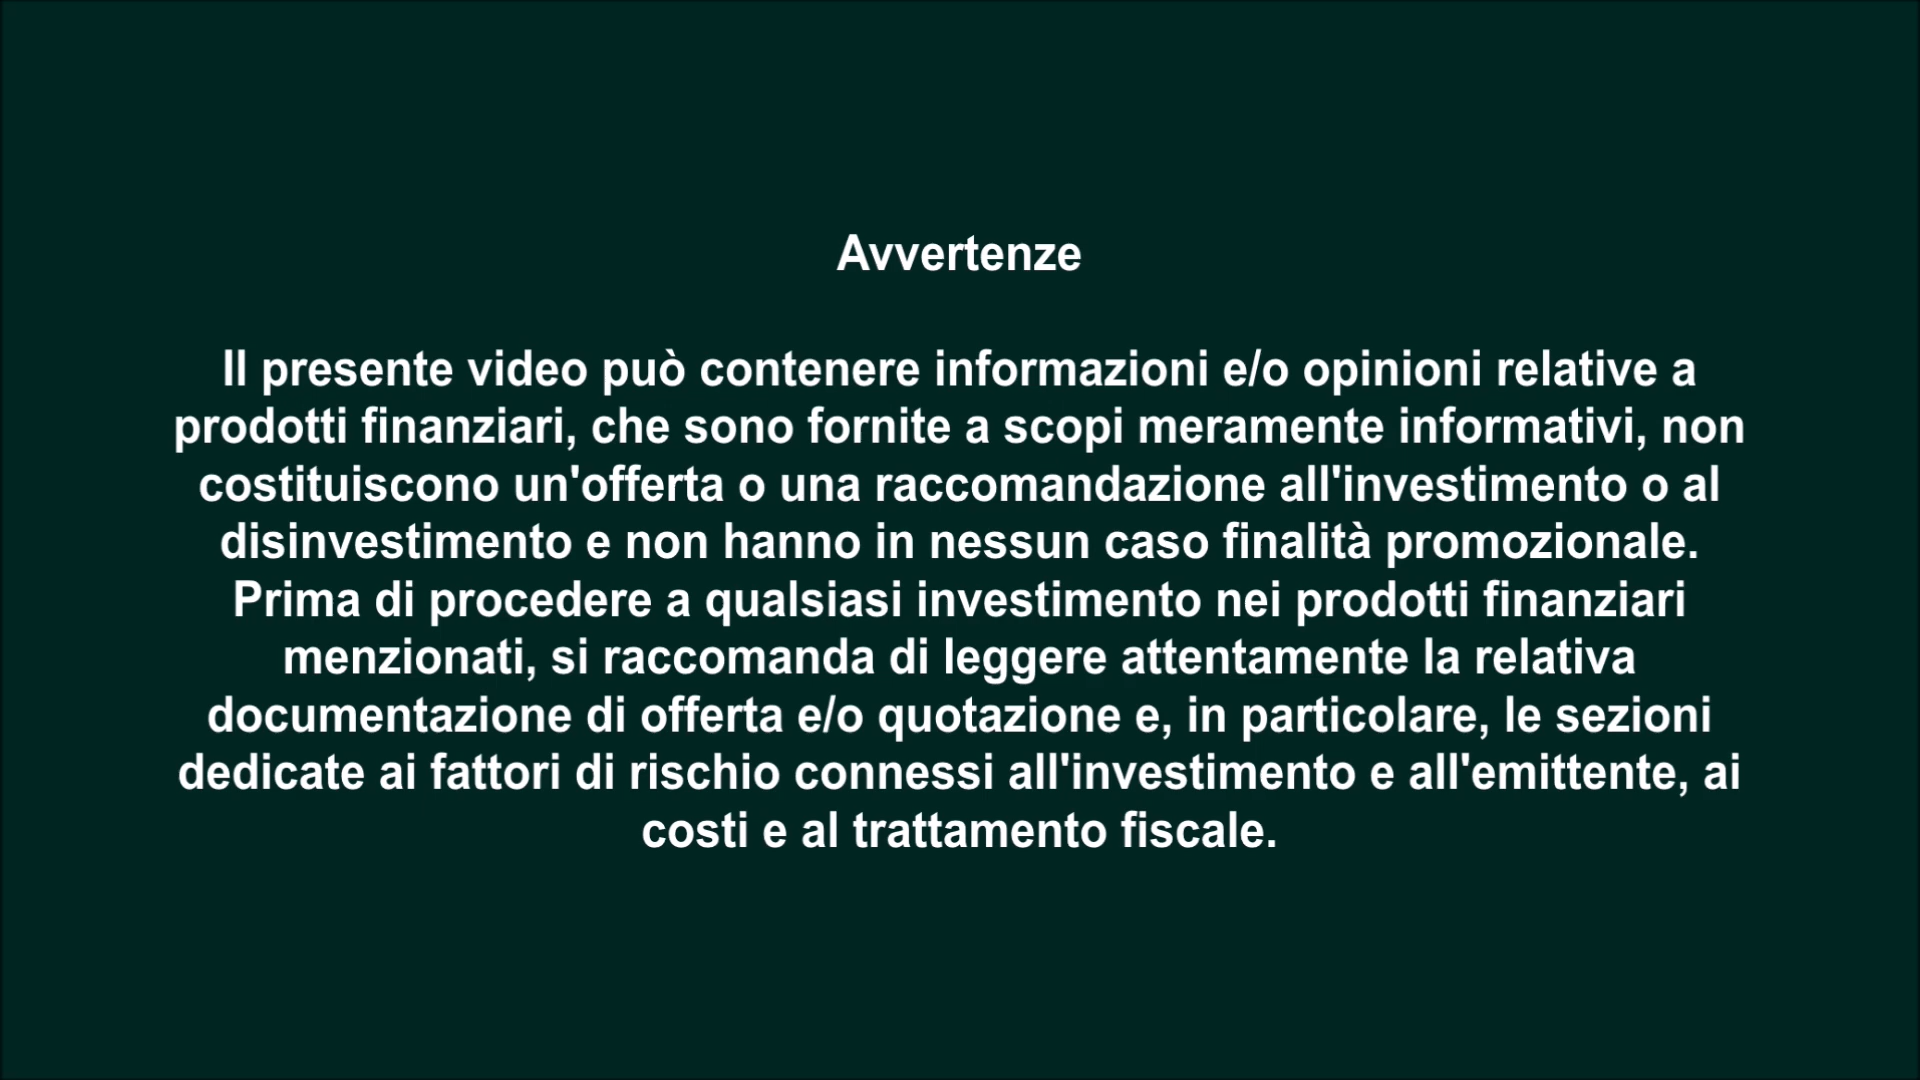 Avvertenze
Il presente video può contenere informazioni e/o opinioni relative a
prodotti finanziari, che sono fornite a scopi meramente informativi, non
costituiscono un'offerta o una raccomandazione all'investimento o al
disinvestimento e non hanno in nessun caso finalità promozionale.
Prima di procedere a qualsiasi investimento nei prodotti finanziari
menzionati, si raccomanda di leggere attentamente la relativa
documentazione di offerta e/o quotazione e, in particolare, le sezioni
dedicate ai fattori di rischio connessi all'investimento e all'emittente, ai
costi e al trattamento fiscale.